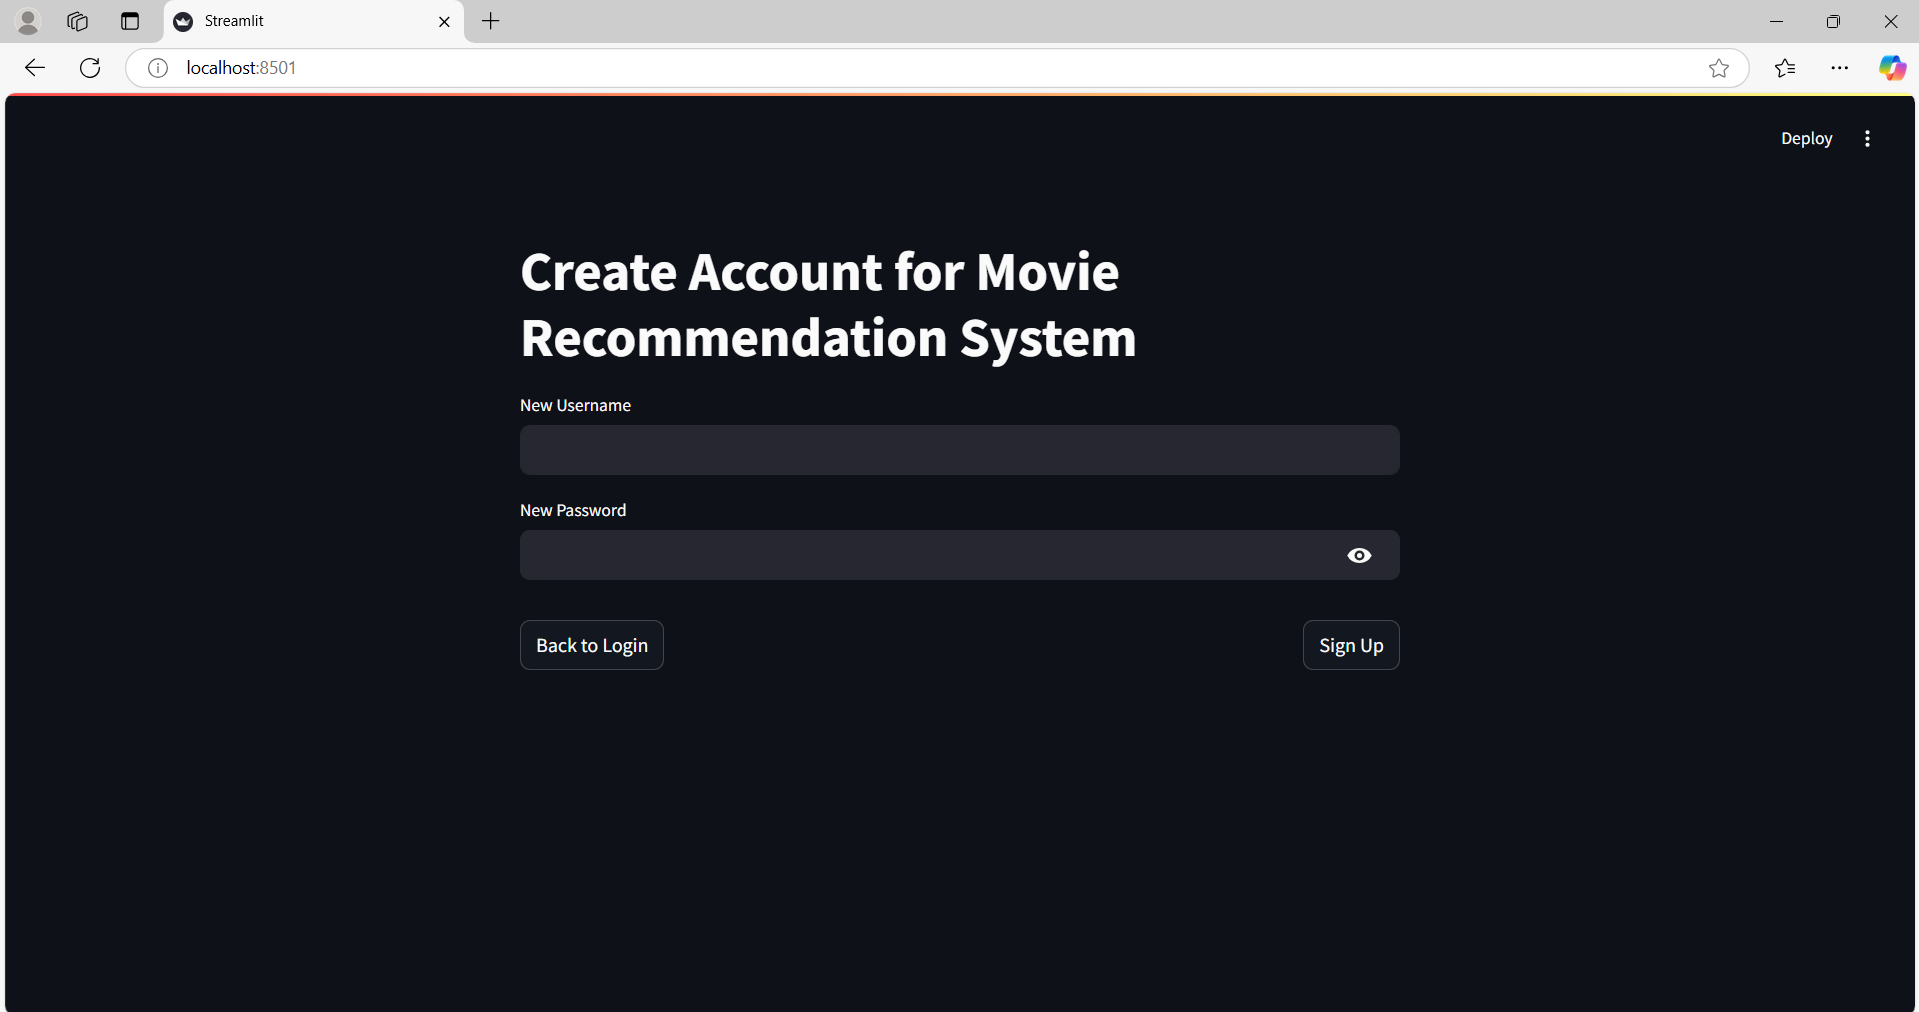 Streamlit
localhost:8501
Deploy
Create Account for Movie
Recommendation System
New Username
New Password
Back to Login
Sign Up